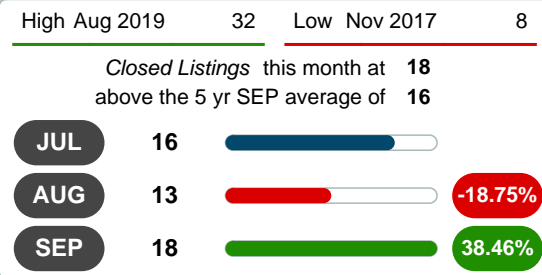 High Aug 2019 32 Low Nov 2017 8
Closed Listings this month at 18
above the 5 yr SEP average of 16
JUL 16
AUG 13 -18.75%
SEP 18 38.46%